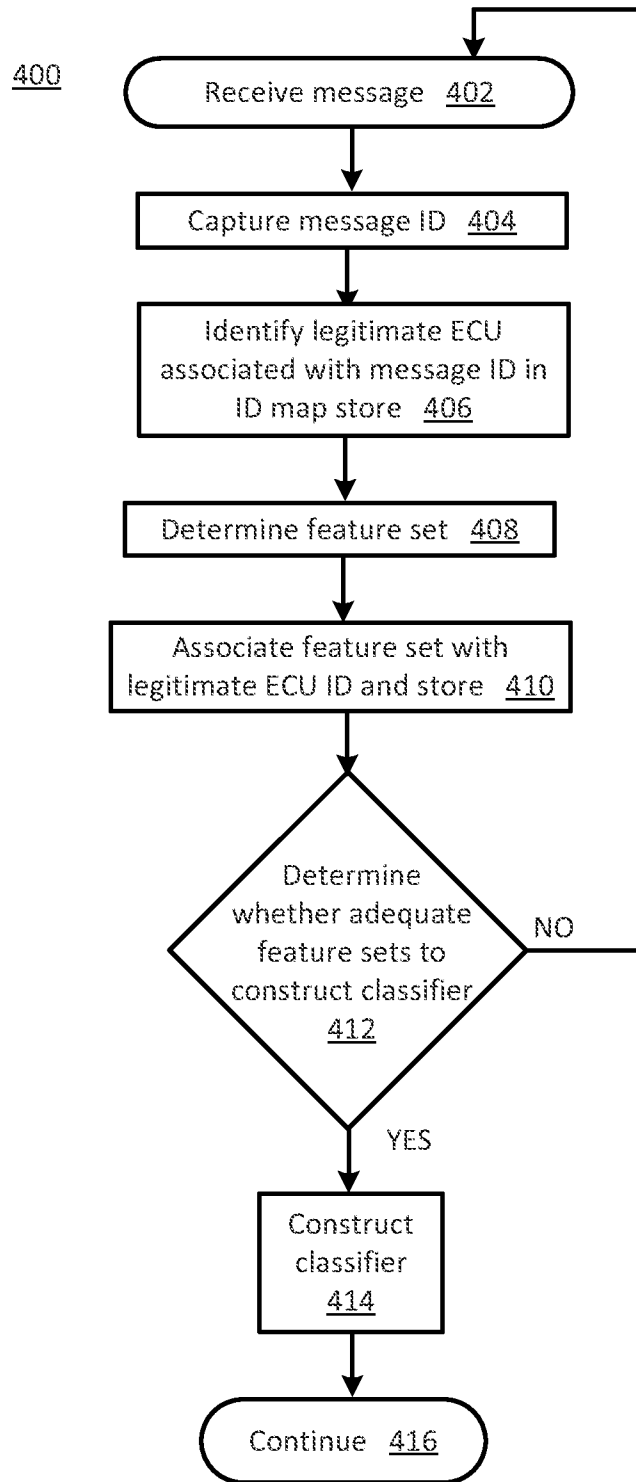 400
Receive message 402
Capture message ID 404
Identify legitimate ECU
associated with message ID in
ID map store 406
Determine feature set 408
Associate feature set with
legitimate ECU ID and store 410
Determine
whether adequate
feature sets to
construct classifier
412
NO
YES
Construct
classifier
414
Continue 416